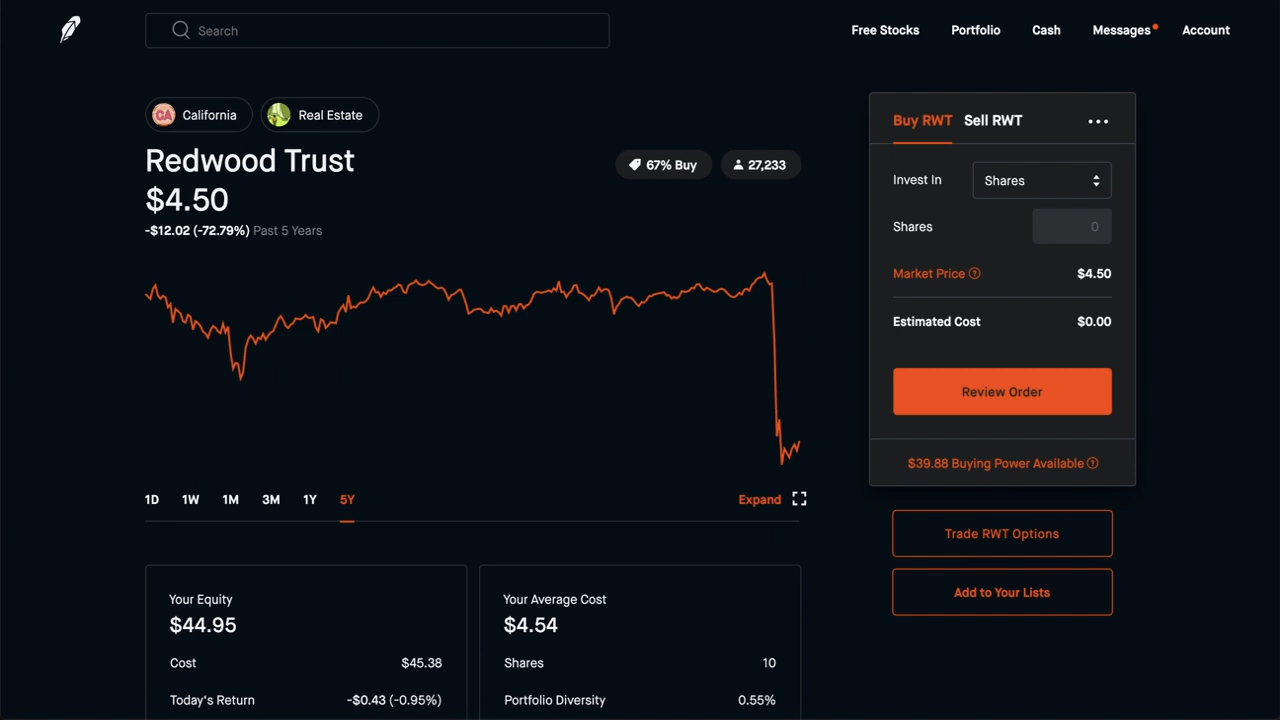 Search
Free Stocks Portfolio Cash Messages Account
CA California Real Estate
Redwood Trust
$4.50
-$12.02 (-72.79%) Past 5 Years
67% Buy 27,233
1D 1W 1M 3M 1Y 5Y Expand
Your Equity
$44.95
Cost $45.38
Today's Return -$0.43 (-0.95%)
Your Average Cost
$4.54
Shares 10
Portfolio Diversity 0.55%
Buy RWT Sell RWT
Invest In Shares
Shares 0
Market Price ? $4.50
Estimated Cost $0.00
Review Order
$39.88 Buying Power Available ?
Trade RWT Options
Add to Your Lists